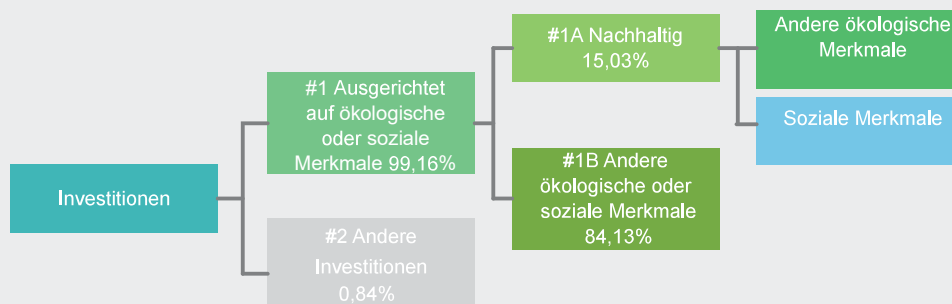 Investitionen
#1 Ausgerichtet
auf ökologische
oder soziale
Merkmale 99,16%
#2 Andere
Investitionen
0,84%
#1A Nachhaltig
15,03%
#1B Andere
ökologische oder
soziale Merkmale
84,13%
Andere ökologische
Merkmale
Soziale Merkmale